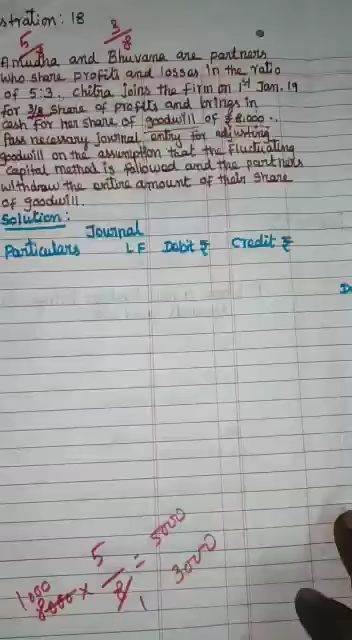 stration: 18
5 3/8
Anudha and Bhuvana are partners
who share profits and losses in the ratio
of 5:3. Chitra joins the firm on 1st Jan. 19
for 3/8 share of profits and brings in
cash for her share of goodwill of ₹8,000.
Pass necessary journal entry for adjusting
goodwill on the assumption that the fluctuating
capital method is followed and the partners
withdraw the entire amount of their share
of goodwill.
Solution:
Journal
Particulars LF Debit ₹ Credit ₹
D
1000
8000 × 5/8 = 5000
1
3000